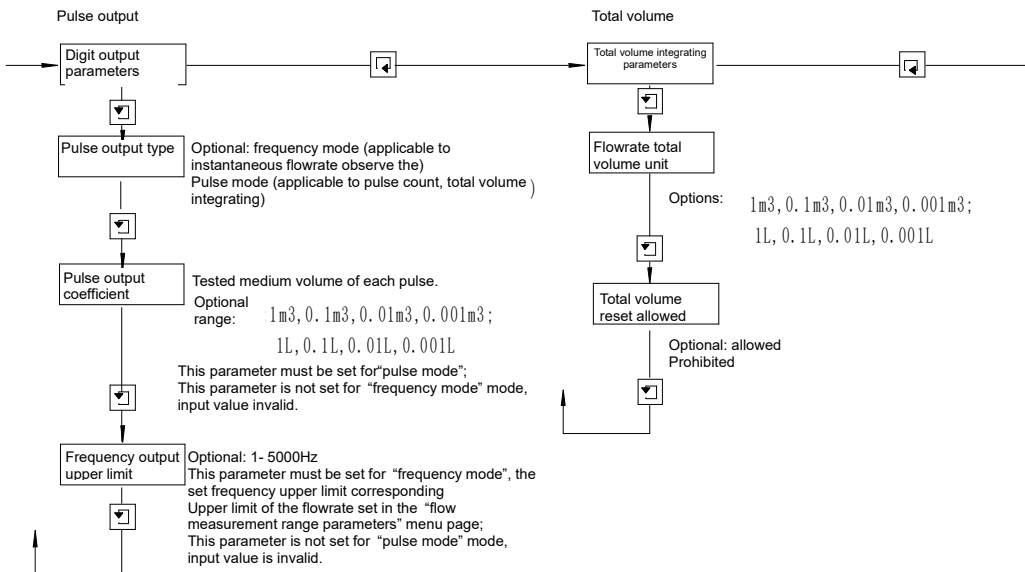 Pulse output
Digit output
parameters
Pulse output type
Optional: frequency mode (applicable to
instantaneous flowrate observe the)
Pulse mode (applicable to pulse count, total volume )
integrating)
Pulse output
coefficient
Tested medium volume of each pulse.
Optional
range:
1m3,0.1m3,0.01m3,0.001m3;
1L,0.1L,0.01L,0.001L
This parameter must be set for“pulse mode”;
This parameter is not set for “frequency mode” mode,
input value invalid.
Frequency output
upper limit
Optional: 1- 5000Hz
This parameter must be set for “frequency mode”, the
set frequency upper limit corresponding
Upper limit of the flowrate set in the “flow
measurement range parameters” menu page;
This parameter is not set for “pulse mode” mode,
input value is invalid.
Total volume
Total volume integrating
parameters
Flowrate total
volume unit
Options:
1m3,0.1m3,0.01m3,0.001m3;
1L,0.1L,0.01L,0.001L
Total volume
reset allowed
Optional: allowed
Prohibited